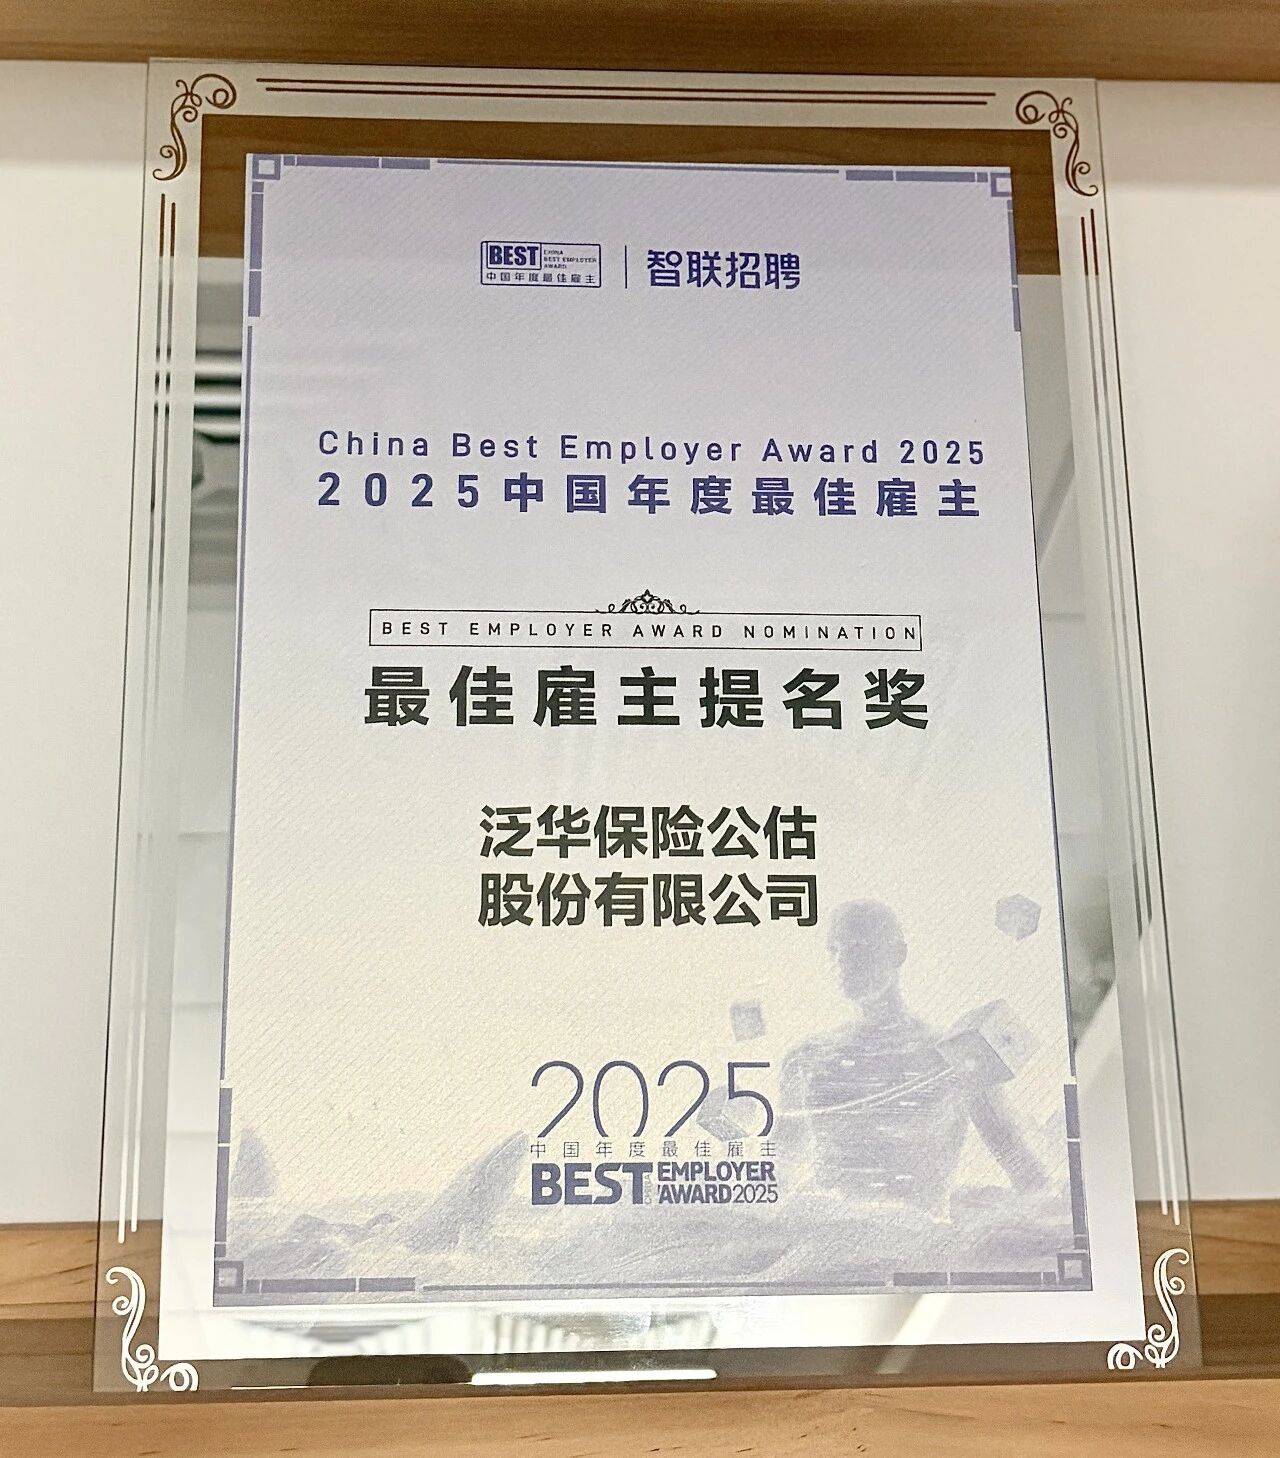 BEST CHINA
BEST EMPLOYER
AWARD
中国年度最佳雇主
智联招聘
China Best Employer Award 2025
2025中国年度最佳雇主
BEST EMPLOYER AWARD NOMINATION
最佳雇主提名奖
泛华保险公估
股份有限公司
2025
中国年度最佳雇主
BEST CHINA EMPLOYER
AWARD 2025